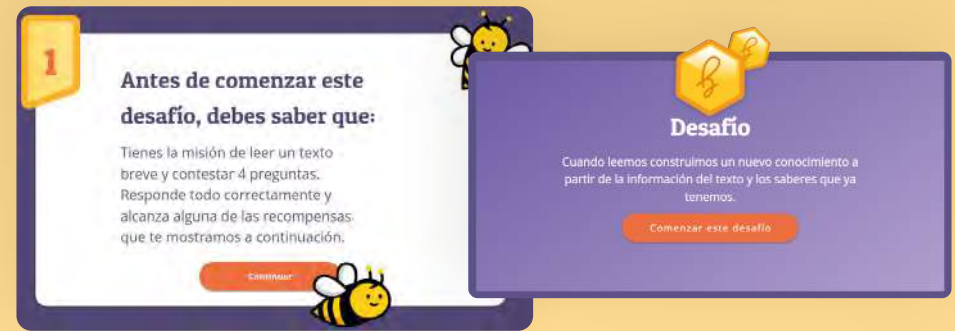 1
Antes de comenzar este
desafío, debes saber que:
Tienes la misión de leer un texto
breve y contestar 4 preguntas.
Responde todo correctamente y
alcanza alguna de las recompensas
que te mostramos a continuación.
Continuar
Desafío
Cuando leemos construimos un nuevo conocimiento a
partir de la información del texto y los saberes que ya
tenemos.
Comenzar este desafío